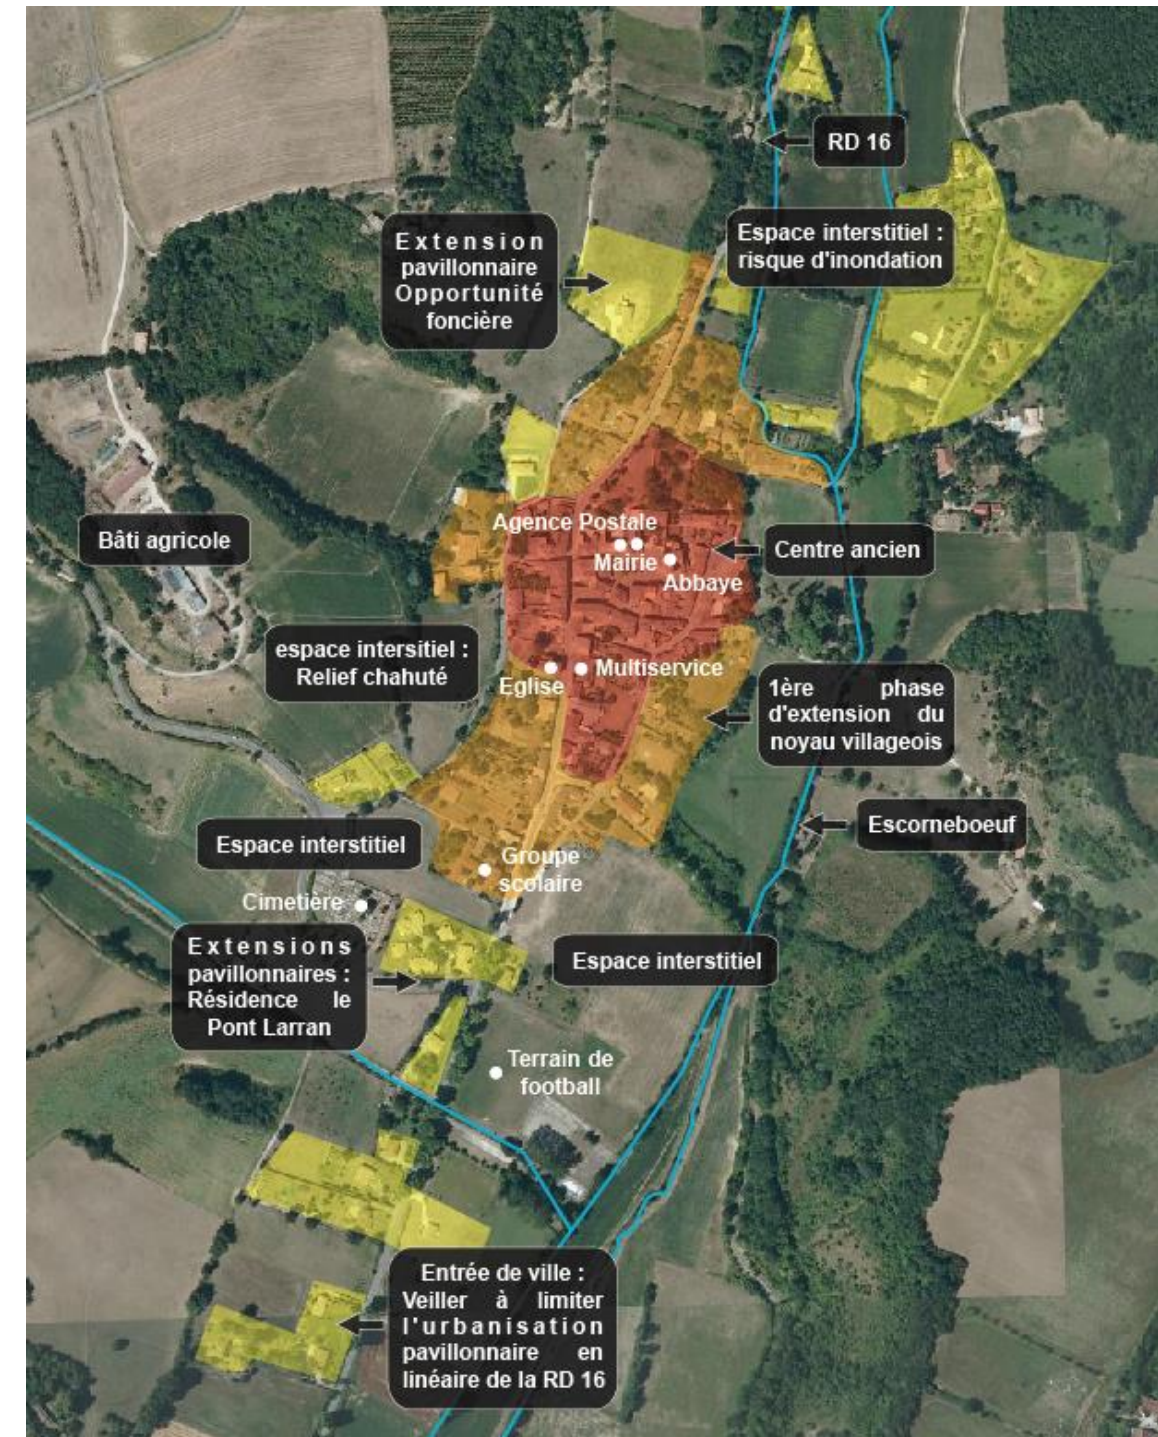 RD 16
Espace interstitiel :
risque d'inondation
Extension
pavillonnaire
Opportunité
foncière
Agence Postale
Mairie
Abbaye
Centre ancien
Bâti agricole
espace intersitiel :
Relief chahuté
Eglise
Multiservice
1ère phase
d'extension du
noyau villageois
Escorneboeuf
Espace interstitiel
Groupe
scolaire
Cimetière
Extensions
pavillonnaires :
Résidence le
Pont Larran
Espace interstitiel
Terrain de
football
Entrée de ville :
Veiller à limiter
l'urbanisation
pavillonnaire en
linéaire de la RD 16